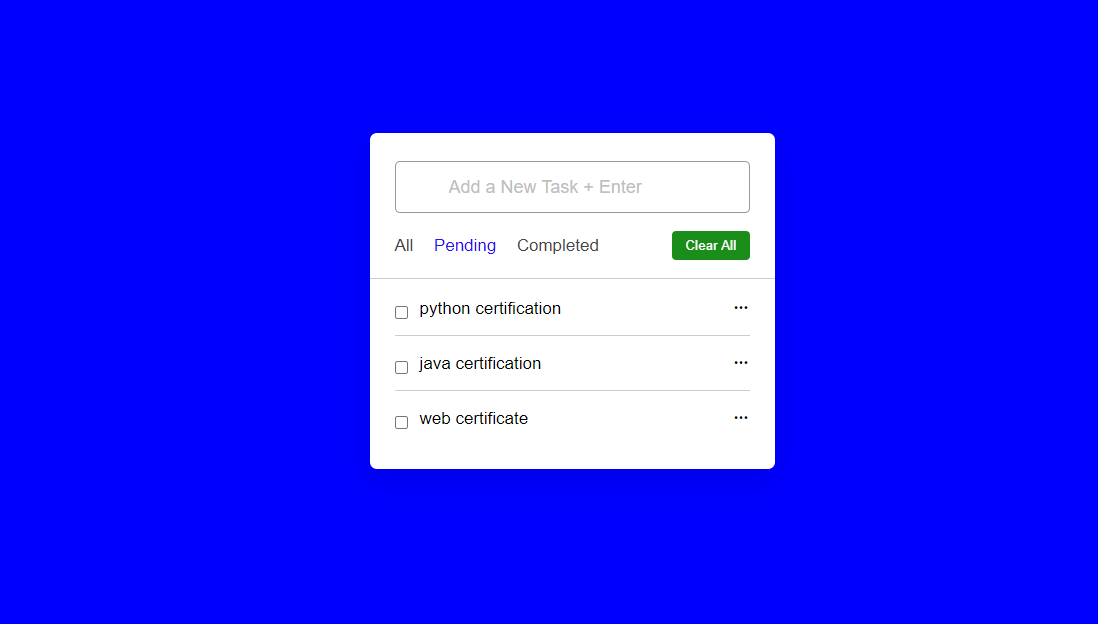 Add a New Task + Enter
All Pending Completed Clear All
python certification
java certification
web certificate